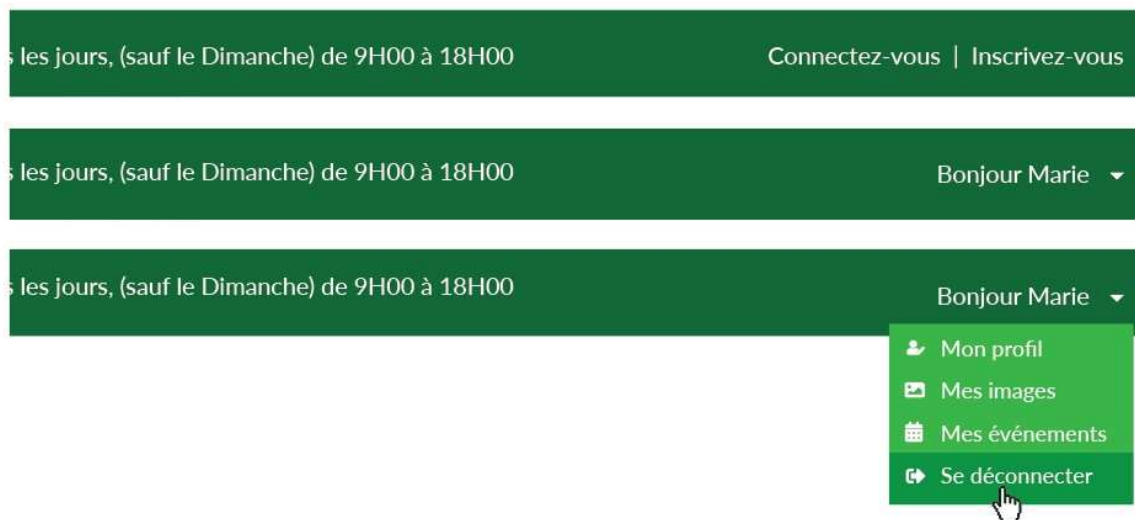 les jours, (sauf le Dimanche) de 9H00 à 18H00 Connectez-vous | Inscrivez-vous
les jours, (sauf le Dimanche) de 9H00 à 18H00 Bonjour Marie
les jours, (sauf le Dimanche) de 9H00 à 18H00 Bonjour Marie
Mon profil
Mes images
Mes événements
Se déconnecter